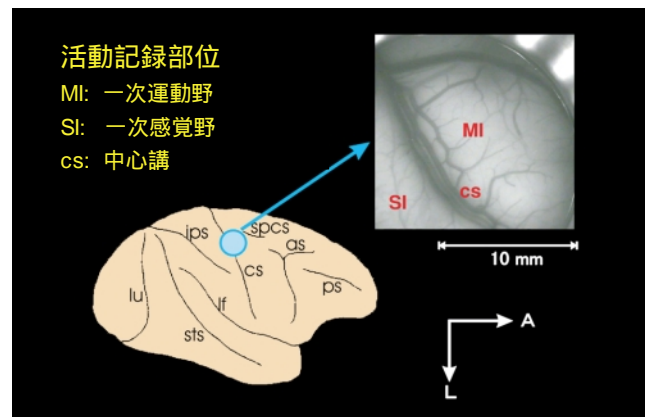 活動記録部位
MI: 一次運動野
SI: 一次感覚野
cs: 中心講
MI
cs
SI
10 mm
spcs
ips
as
cs
ps
lu
lf
sts
A
L